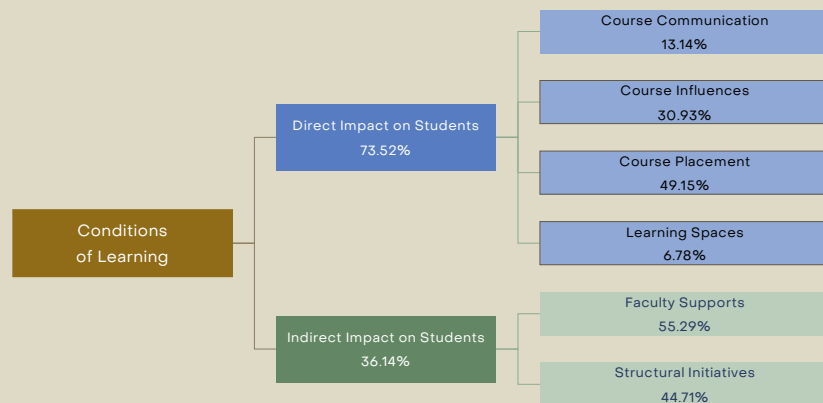 Conditions
of Learning
Direct Impact on Students
73.52%
Course Communication
13.14%
Course Influences
30.93%
Course Placement
49.15%
Learning Spaces
6.78%
Indirect Impact on Students
36.14%
Faculty Supports
55.29%
Structural Initiatives
44.71%